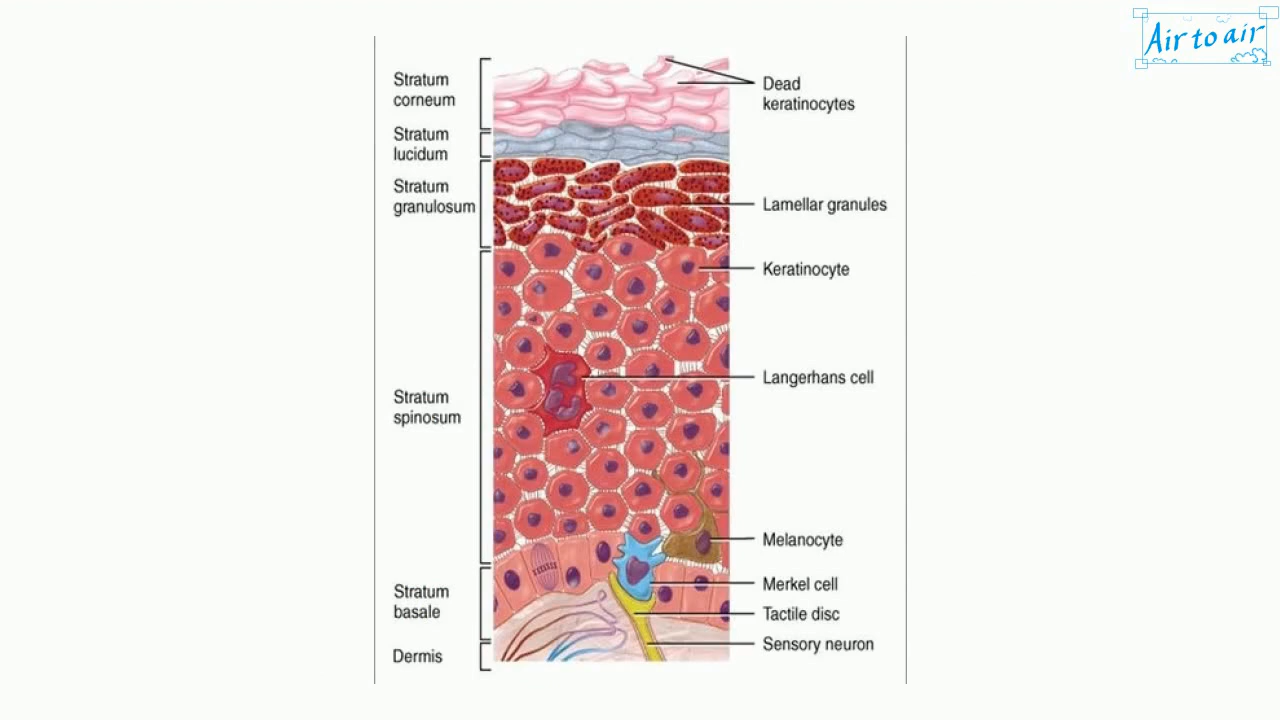 Air to air
Stratum
corneum
Dead
keratinocytes
Stratum
lucidum
Stratum
granulosum
Lamellar granules
Keratinocyte
Langerhans cell
Stratum
spinosum
Melanocyte
Merkel cell
Stratum
basale
Tactile disc
Sensory neuron
Dermis